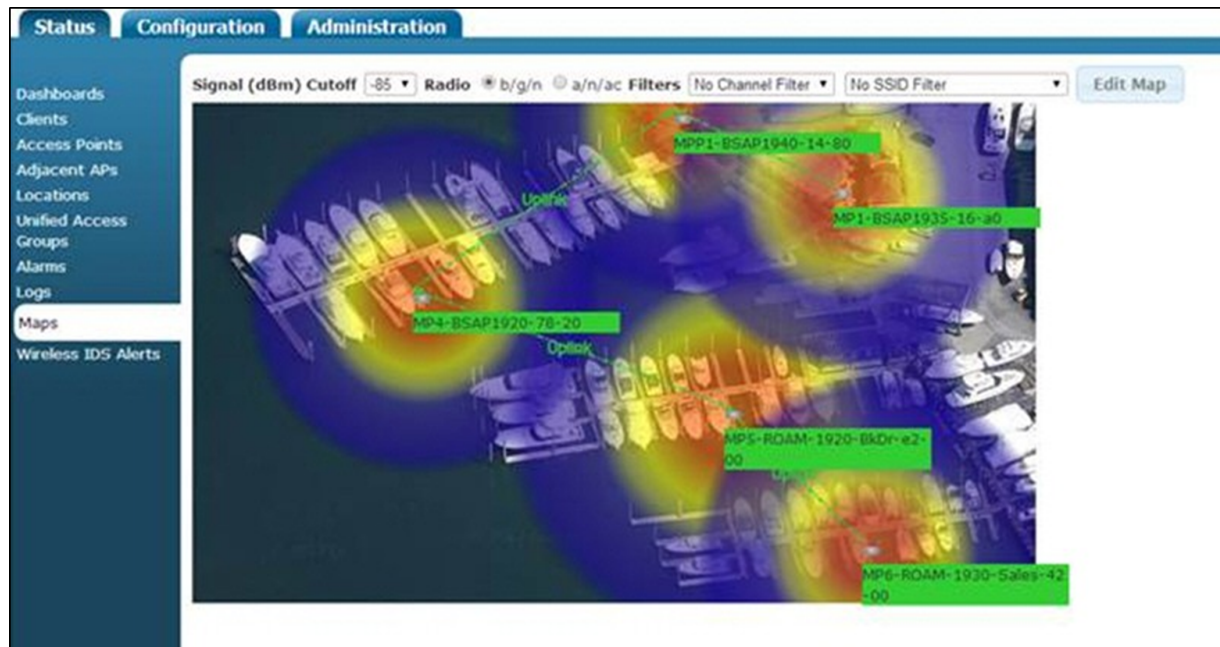 Status
Configuration
Administration
Signal (dBm) Cutoff -85 Radio b/g/n a/n/ac Filters No Channel Filter No SSID Filter Edit Map
Dashboards
Clients
Access Points
Adjacent APs
Locations
Unified Access
Groups
Alarms
Logs
Maps
Wireless IDS Alerts
MPP1-BSAP1940-14-80
Uplink
MP1-BSAP1935-16-a0
MP4-BSAP1920-78-20
Uplink
MP5-ROAM-1920-BkDr-e2-
00
MP6-ROAM-1930-Sales-42
-00